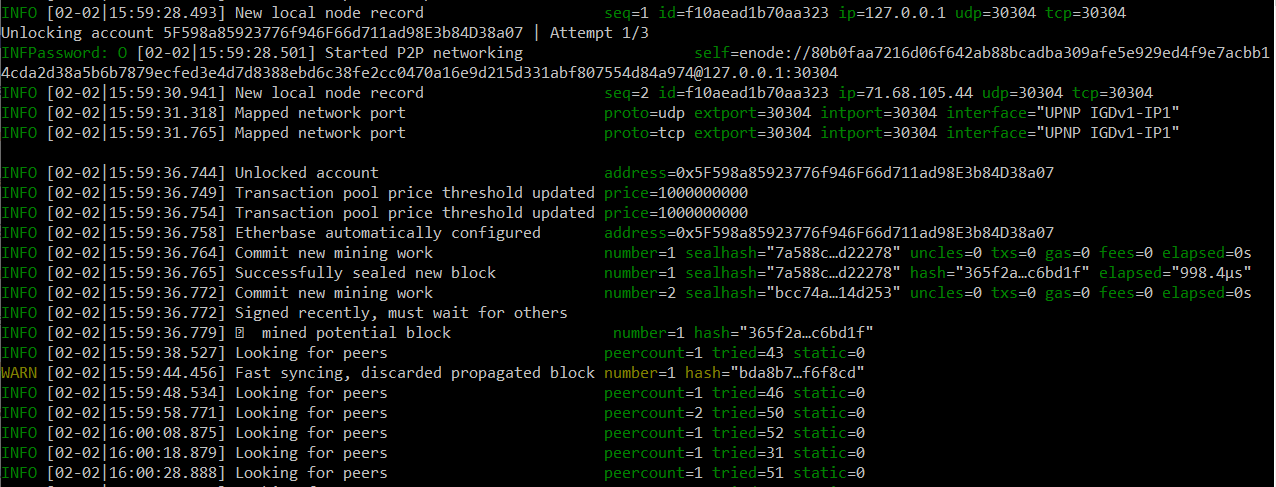 INFO [02-02|15:59:28.493] New local node record seq=1 id=f10aead1b70aa323 ip=127.0.0.1 udp=30304 tcp=30304
Unlocking account 5F598a85923776f946F66d711ad98E3b84D38a07 | Attempt 1/3
INFPassword: O [02-02|15:59:28.501] Started P2P networking self=enode://80b0faa7216d06f642ab88bcadba309afe5e929ed4f9e7acbb1
4cda2d38a5b6b7879ecfed3e4d7d8388ebd6c38fe2cc0470a16e9d215d331abf807554d84a974@127.0.0.1:30304
INFO [02-02|15:59:30.941] New local node record seq=2 id=f10aead1b70aa323 ip=71.68.105.44 udp=30304 tcp=30304
INFO [02-02|15:59:31.318] Mapped network port proto=udp extport=30304 intport=30304 interface="UPNP IGDv1-IP1"
INFO [02-02|15:59:31.765] Mapped network port proto=tcp extport=30304 intport=30304 interface="UPNP IGDv1-IP1"
INFO [02-02|15:59:36.744] Unlocked account address=0x5F598a85923776f946F66d711ad98E3b84D38a07
INFO [02-02|15:59:36.749] Transaction pool price threshold updated price=1000000000
INFO [02-02|15:59:36.754] Transaction pool price threshold updated price=1000000000
INFO [02-02|15:59:36.758] Etherbase automatically configured address=0x5F598a85923776f946F66d711ad98E3b84D38a07
INFO [02-02|15:59:36.764] Commit new mining work number=1 sealhash="7a588c…d22278" uncles=0 txs=0 gas=0 fees=0 elapsed=0s
INFO [02-02|15:59:36.765] Successfully sealed new block number=1 sealhash="7a588c…d22278" hash="365f2a…c6bd1f" elapsed="998.4µs"
INFO [02-02|15:59:36.772] Commit new mining work number=2 sealhash="bcc74a…14d253" uncles=0 txs=0 gas=0 fees=0 elapsed=0s
INFO [02-02|15:59:36.772] Signed recently, must wait for others
INFO [02-02|15:59:36.779] mined potential block number=1 hash="365f2a…c6bd1f"
INFO [02-02|15:59:38.527] Looking for peers peercount=1 tried=43 static=0
WARN [02-02|15:59:44.456] Fast syncing, discarded propagated block number=1 hash="bda8b7…f6f8cd"
INFO [02-02|15:59:48.534] Looking for peers peercount=1 tried=46 static=0
INFO [02-02|15:59:58.771] Looking for peers peercount=2 tried=50 static=0
INFO [02-02|16:00:08.875] Looking for peers peercount=1 tried=52 static=0
INFO [02-02|16:00:18.879] Looking for peers peercount=1 tried=31 static=0
INFO [02-02|16:00:28.888] Looking for peers peercount=1 tried=51 static=0